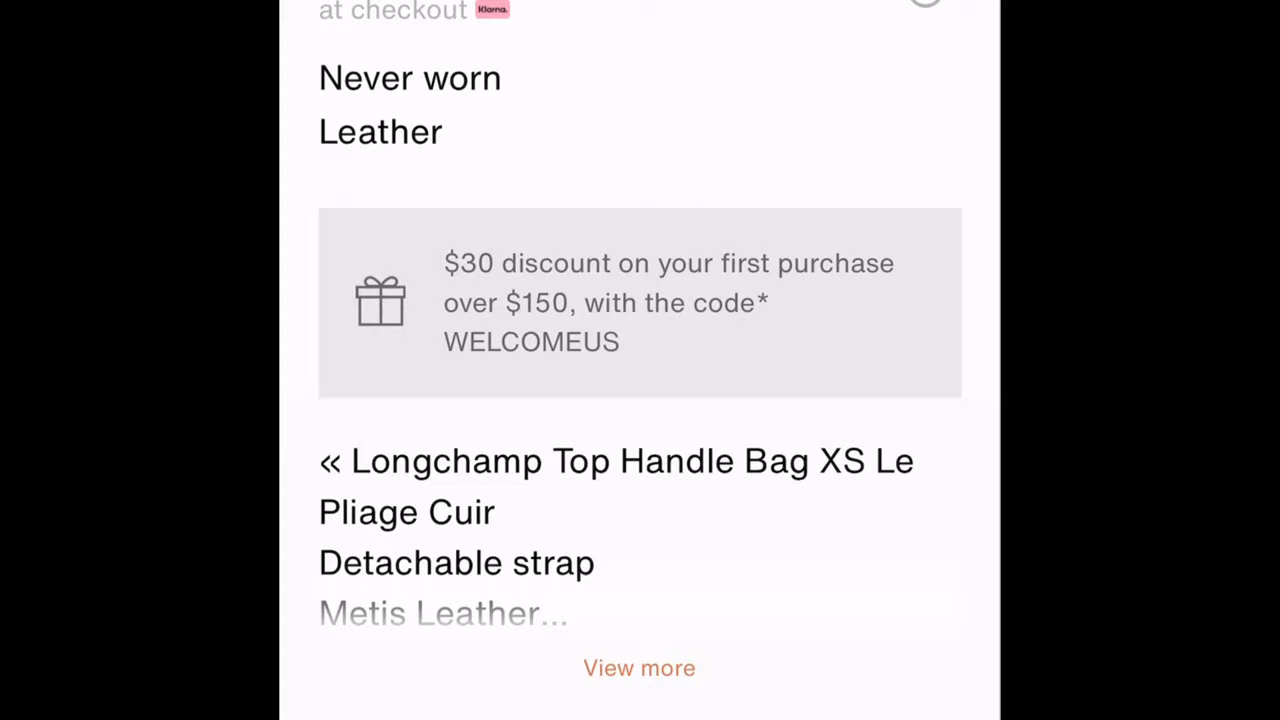 at checkout Klarna.
Never worn
Leather
$30 discount on your first purchase
over $150, with the code*
WELCOMEUS
« Longchamp Top Handle Bag XS Le
Pliage Cuir
Detachable strap
Metis Leather...
View more